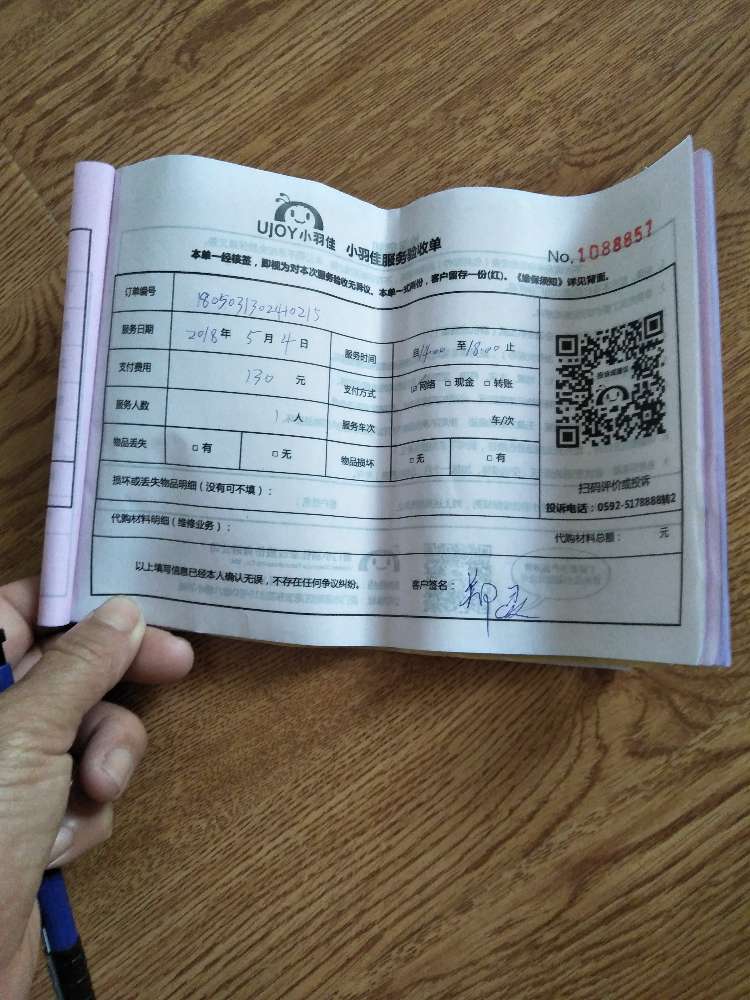 UJOY小羽佳 小羽佳服务验收单
No.1088857
本单一经核签，即视为对本次服务验收无异议。本单一式两份，客户留存一份(红)。《维保须知》详见背面。
订单编号 180503130240215
服务日期 2018年 5月 4日 服务时间 自14:00 至18:00止
支付费用 130 元 支付方式 ☑网络 □现金 □转账
服务人数 1人 服务车次 车/次
物品丢失 □有 □无 物品损坏 □无 □有
扫码评价或投诉
损坏或丢失物品明细（没有可不填）：
投诉电话：0592-5178888转2
代购材料明细（维修业务）：
代购材料总额： 元
以上填写信息已经本人确认无误，不存在任何争议纠纷。 客户签名：